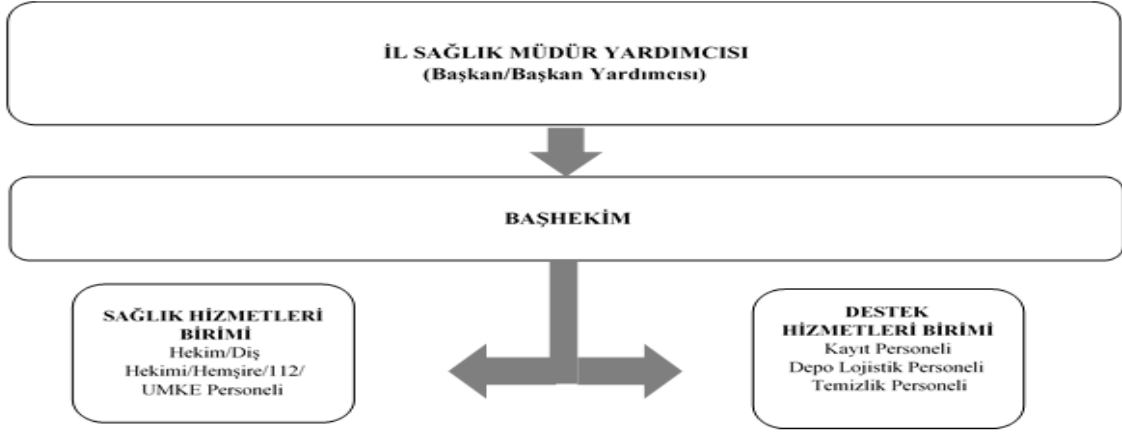 İL SAĞLIK MÜDÜR YARDIMCISI
(Başkan/Başkan Yardımcısı)
BAŞHEKİM
SAĞLIK HİZMETLERİ
BİRİMİ
Hekim/Diş
Hekimi/Hemşire/112/
UMKE Personeli
DESTEK
HİZMETLERİ BİRİMİ
Kayıt Personeli
Depo Lojistik Personeli
Temizlik Personeli